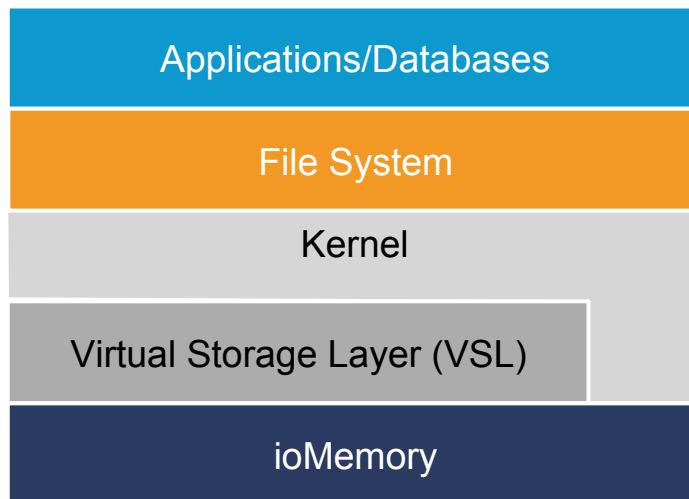 Applications/Databases
File System
Kernel
Virtual Storage Layer (VSL)
ioMemory